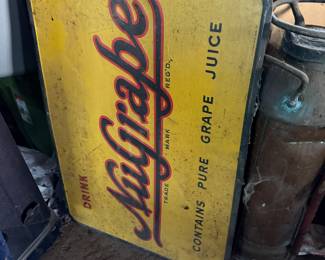 DRINK
NuGrape
TRADE MARK REG'D.
CONTAINS PURE GRAPE JUICE